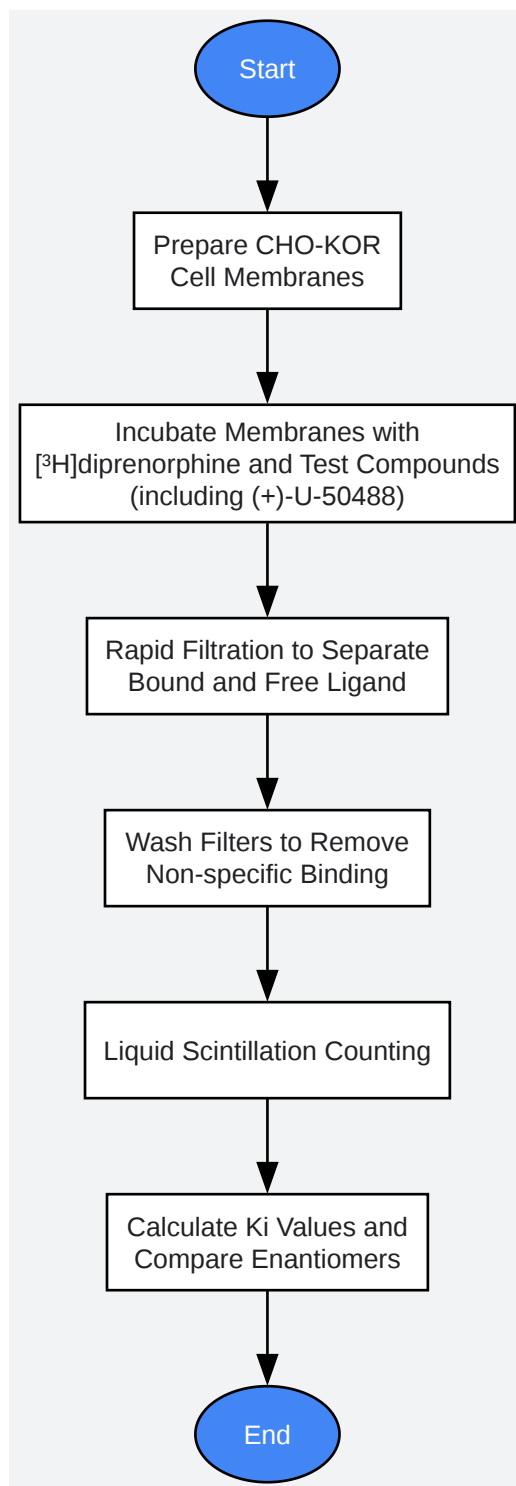 Start
Prepare CHO-KOR
Cell Membranes
Incubate Membranes with
[³H]diprenorphine and Test Compounds
(including (+)-U-50488)
Rapid Filtration to Separate
Bound and Free Ligand
Wash Filters to Remove
Non-specific Binding
Liquid Scintillation Counting
Calculate Ki Values and
Compare Enantiomers
End